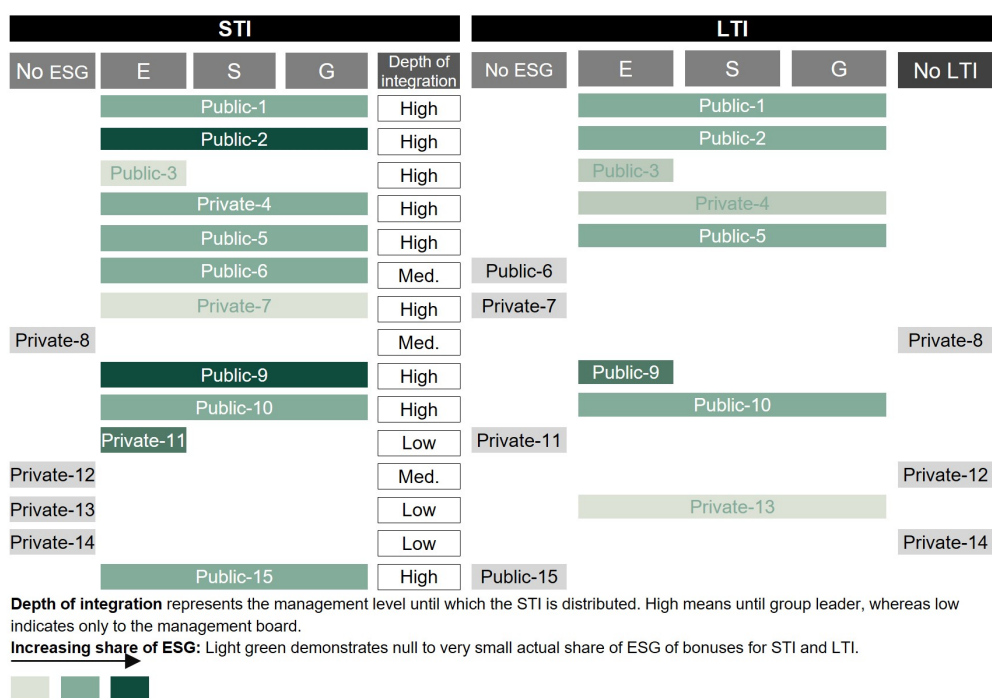 STI LTI
No ESG E S G Depth of integration No ESG E S G No LTI
Public-1 High Public-1
Public-2 High Public-2
Public-3 High Public-3
Private-4 High Private-4
Public-5 High Public-5
Public-6 Med. Public-6
Private-7 High Private-7
Private-8 Med. Private-8
Public-9 High Public-9
Public-10 High Public-10
Private-11 Low Private-11
Private-12 Med. Private-12
Private-13 Low Private-13
Private-14 Low Private-14
Public-15 High Public-15
Depth of integration represents the management level until which the STI is distributed. High means until group leader, whereas low
indicates only to the management board.
Increasing share of ESG: Light green demonstrates null to very small actual share of ESG of bonuses for STI and LTI.